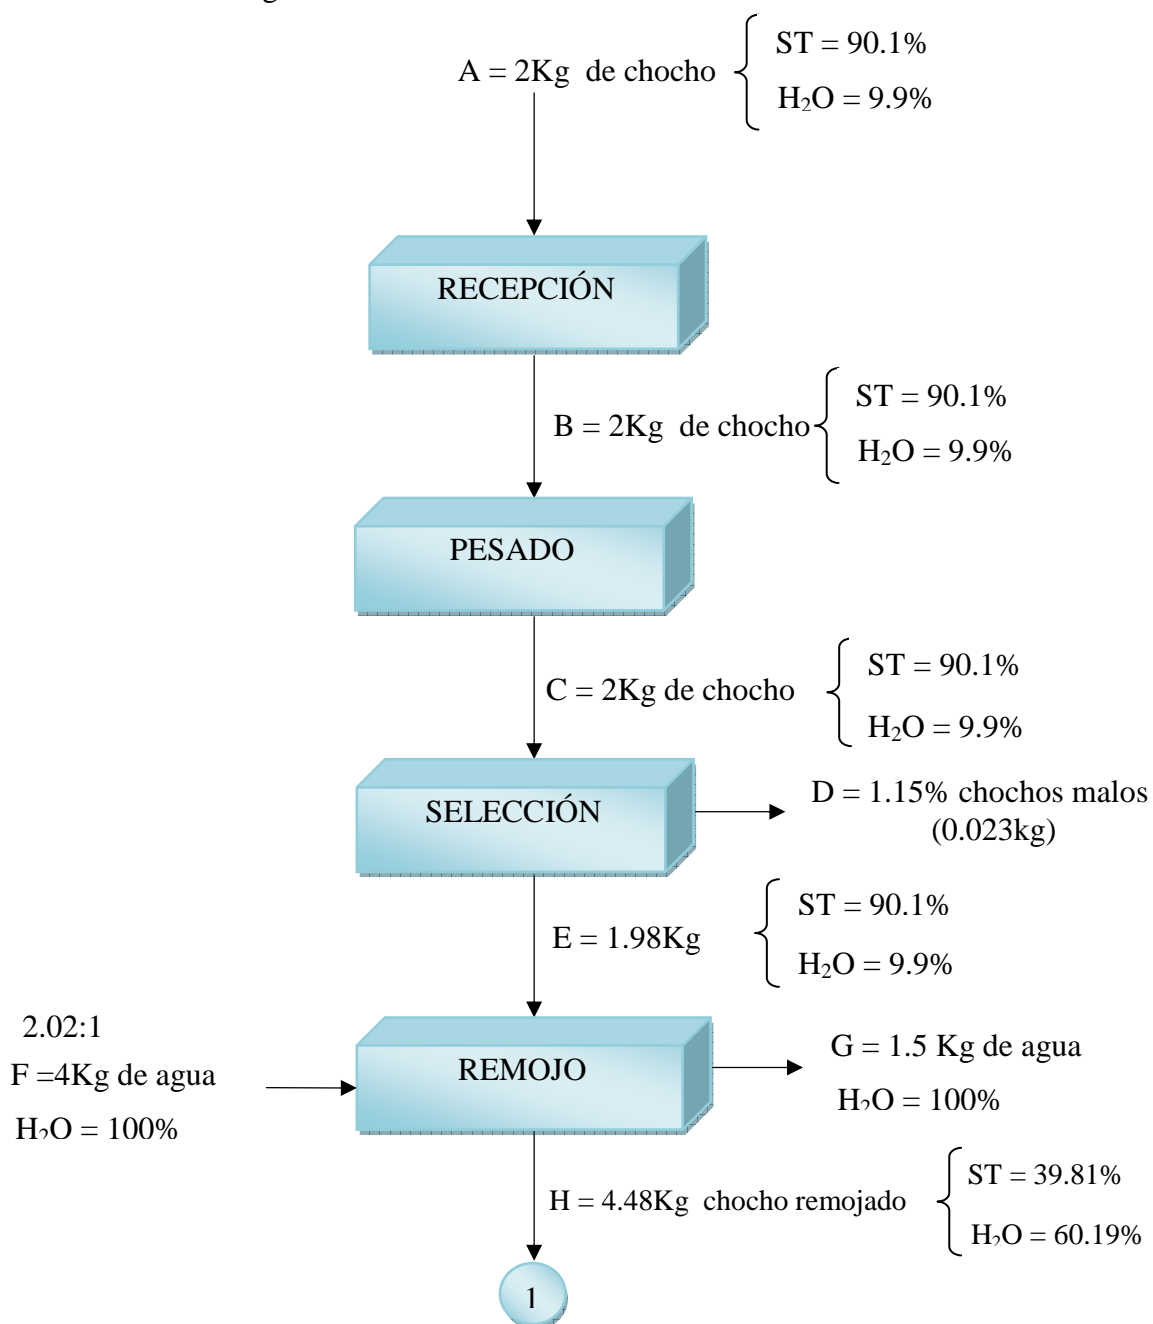 ST = 90.1%
A = 2Kg de chocho
H₂O = 9.9%
RECEPCIÓN
ST = 90.1%
B = 2Kg de chocho
H₂O = 9.9%
PESADO
ST = 90.1%
C = 2Kg de chocho
H₂O = 9.9%
SELECCIÓN
D = 1.15% chochos malos
(0.023kg)
ST = 90.1%
E = 1.98Kg
H₂O = 9.9%
2.02:1
F =4Kg de agua
H₂O = 100%
REMOJO
G = 1.5 Kg de agua
H₂O = 100%
ST = 39.81%
H = 4.48Kg chocho remojado
H₂O = 60.19%
1